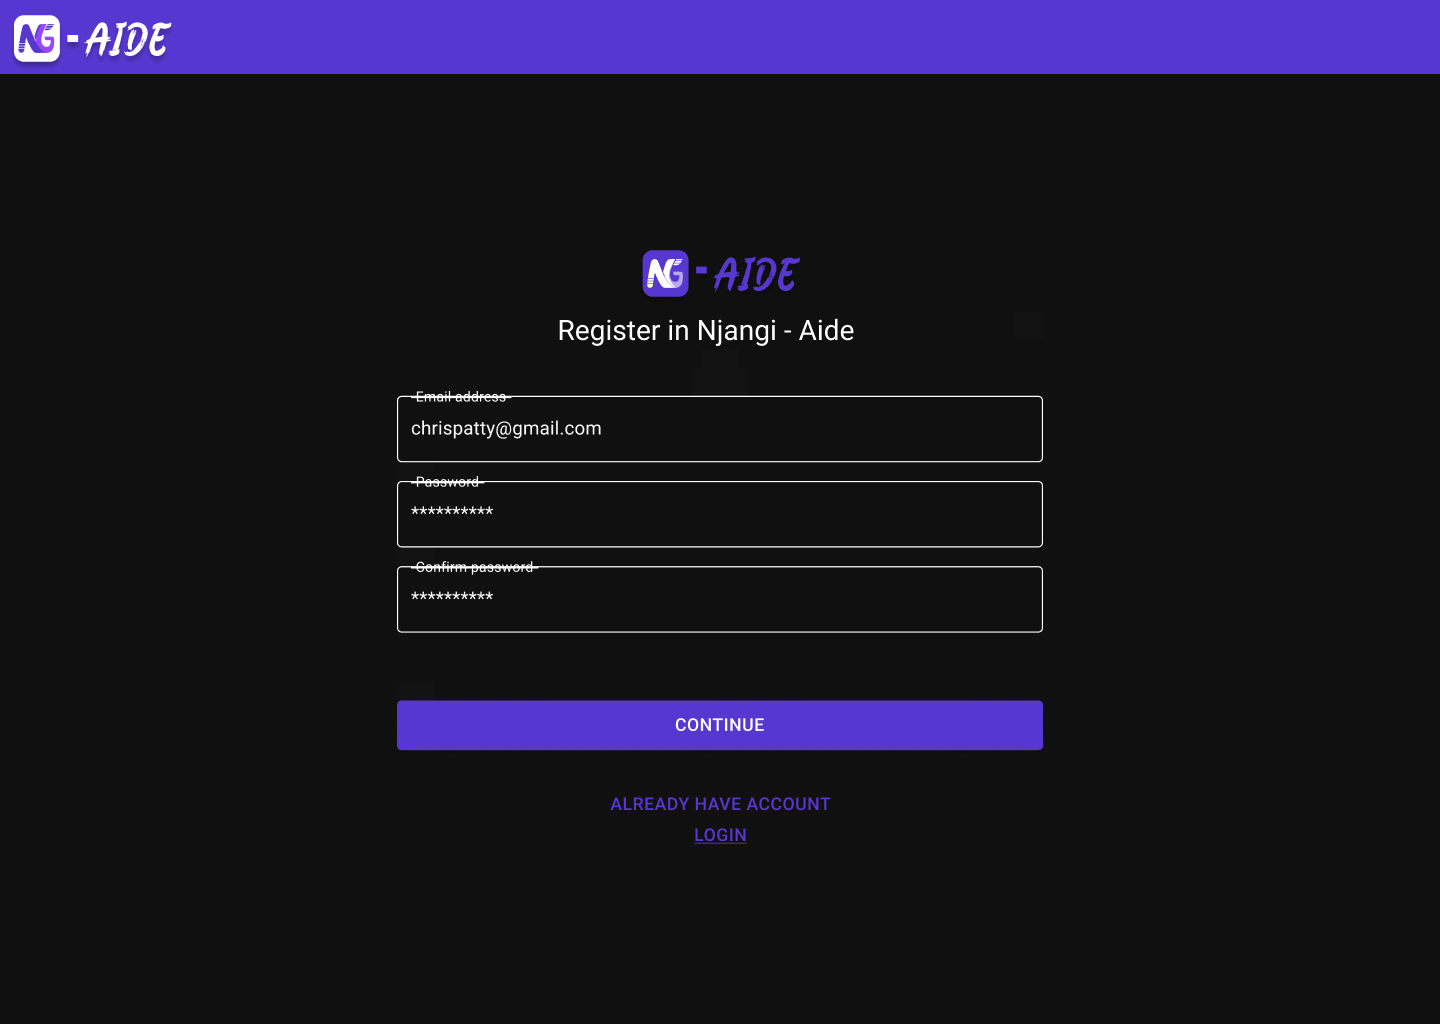 NG - AIDE
NG - AIDE
Register in Njangi - Aide
Email address
chrispatty@gmail.com
Password
**********
Confirm password
**********
CONTINUE
ALREADY HAVE ACCOUNT
LOGIN